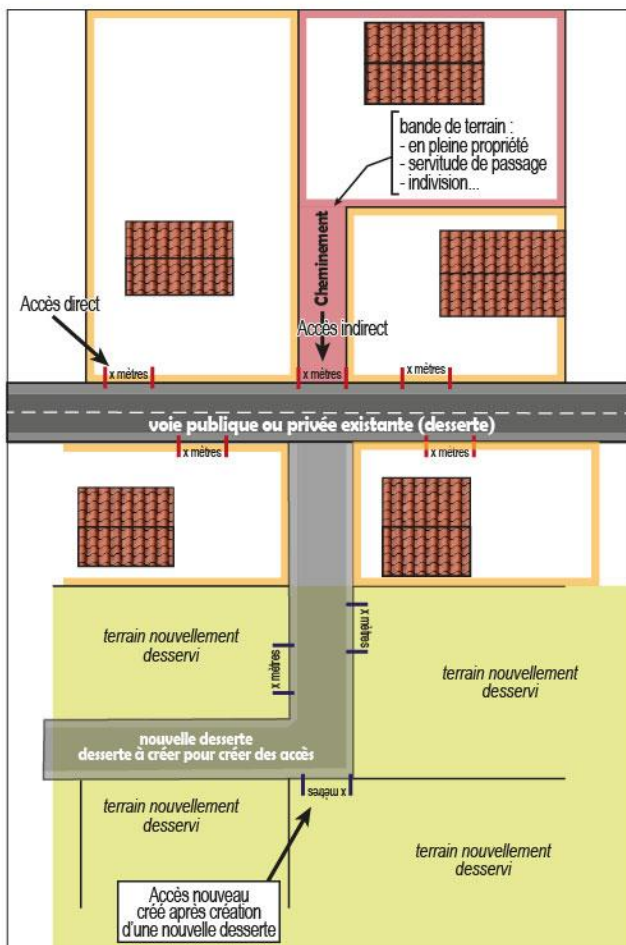 bande de terrain :
- en pleine propriété
- servitude de passage
- indivision...
Cheminement
Accès direct
Accès indirect
x mètres
x mètres
x mètres
voie publique ou privée existante (desserte)
x mètres
x mètres
x mètres
terrain nouvellement
desservi
x mètres
terrain nouvellement
desservi
nouvelle desserte
desserte à créer pour créer des accès
x mètres
terrain nouvellement
desservi
terrain nouvellement
desservi
Accès nouveau
créé après création
d'une nouvelle desserte